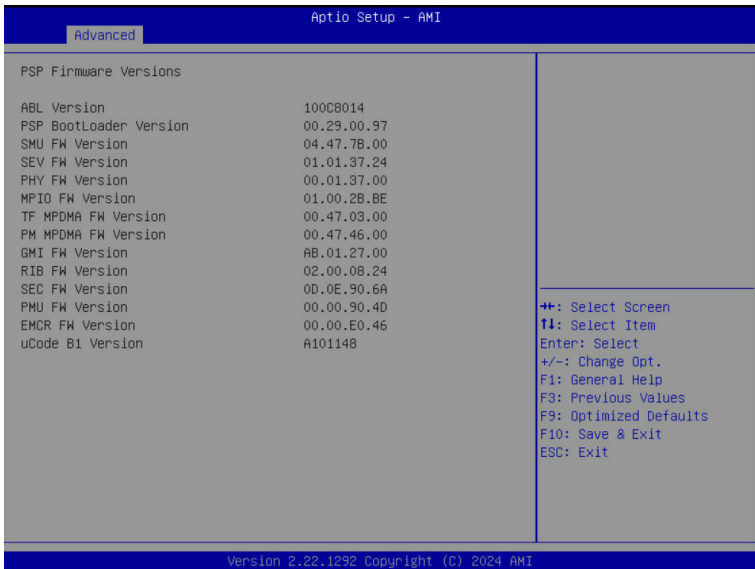 Aptio Setup - AMI
Advanced
PSP Firmware Versions
ABL Version 100C8014
PSP BootLoader Version 00.29.00.97
SMU FW Version 04.47.7B.00
SEV FW Version 01.01.37.24
PHY FW Version 00.01.37.00
MPIO FW Version 01.00.2B.BE
TF MPDMA FW Version 00.47.03.00
PM MPDMA FW Version 00.47.46.00
GMI FW Version AB.01.27.00
RIB FW Version 02.00.08.24
SEC FW Version 0D.0E.90.6A
PMU FW Version 00.00.90.4D
EMCR FW Version 00.00.E0.46
uCode B1 Version A101148
→←: Select Screen
↑↓: Select Item
Enter: Select
+/-: Change Opt.
F1: General Help
F3: Previous Values
F9: Optimized Defaults
F10: Save & Exit
ESC: Exit
Version 2.22.1292 Copyright (C) 2024 AMI